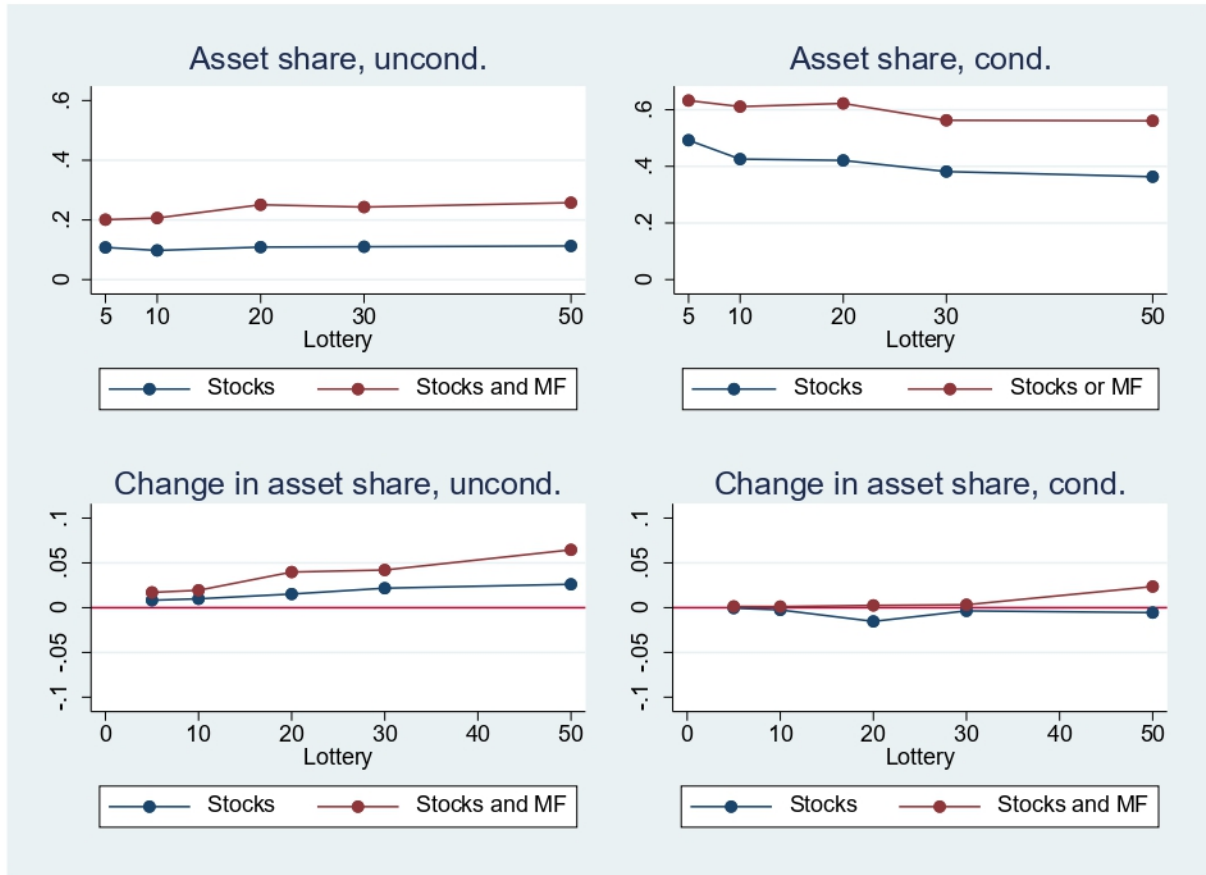 Asset share, uncond.
.6
.4
.2
0
5 10 20 30 50
Lottery
Stocks Stocks and MF
Asset share, cond.
.6
.4
.2
0
5 10 20 30 50
Lottery
Stocks Stocks or MF
Change in asset share, uncond.
.1
.05
0
-.05
-.1
0 10 20 30 40 50
Lottery
Stocks Stocks and MF
Change in asset share, cond.
.1
.05
0
-.05
-.1
0 10 20 30 40 50
Lottery
Stocks Stocks and MF